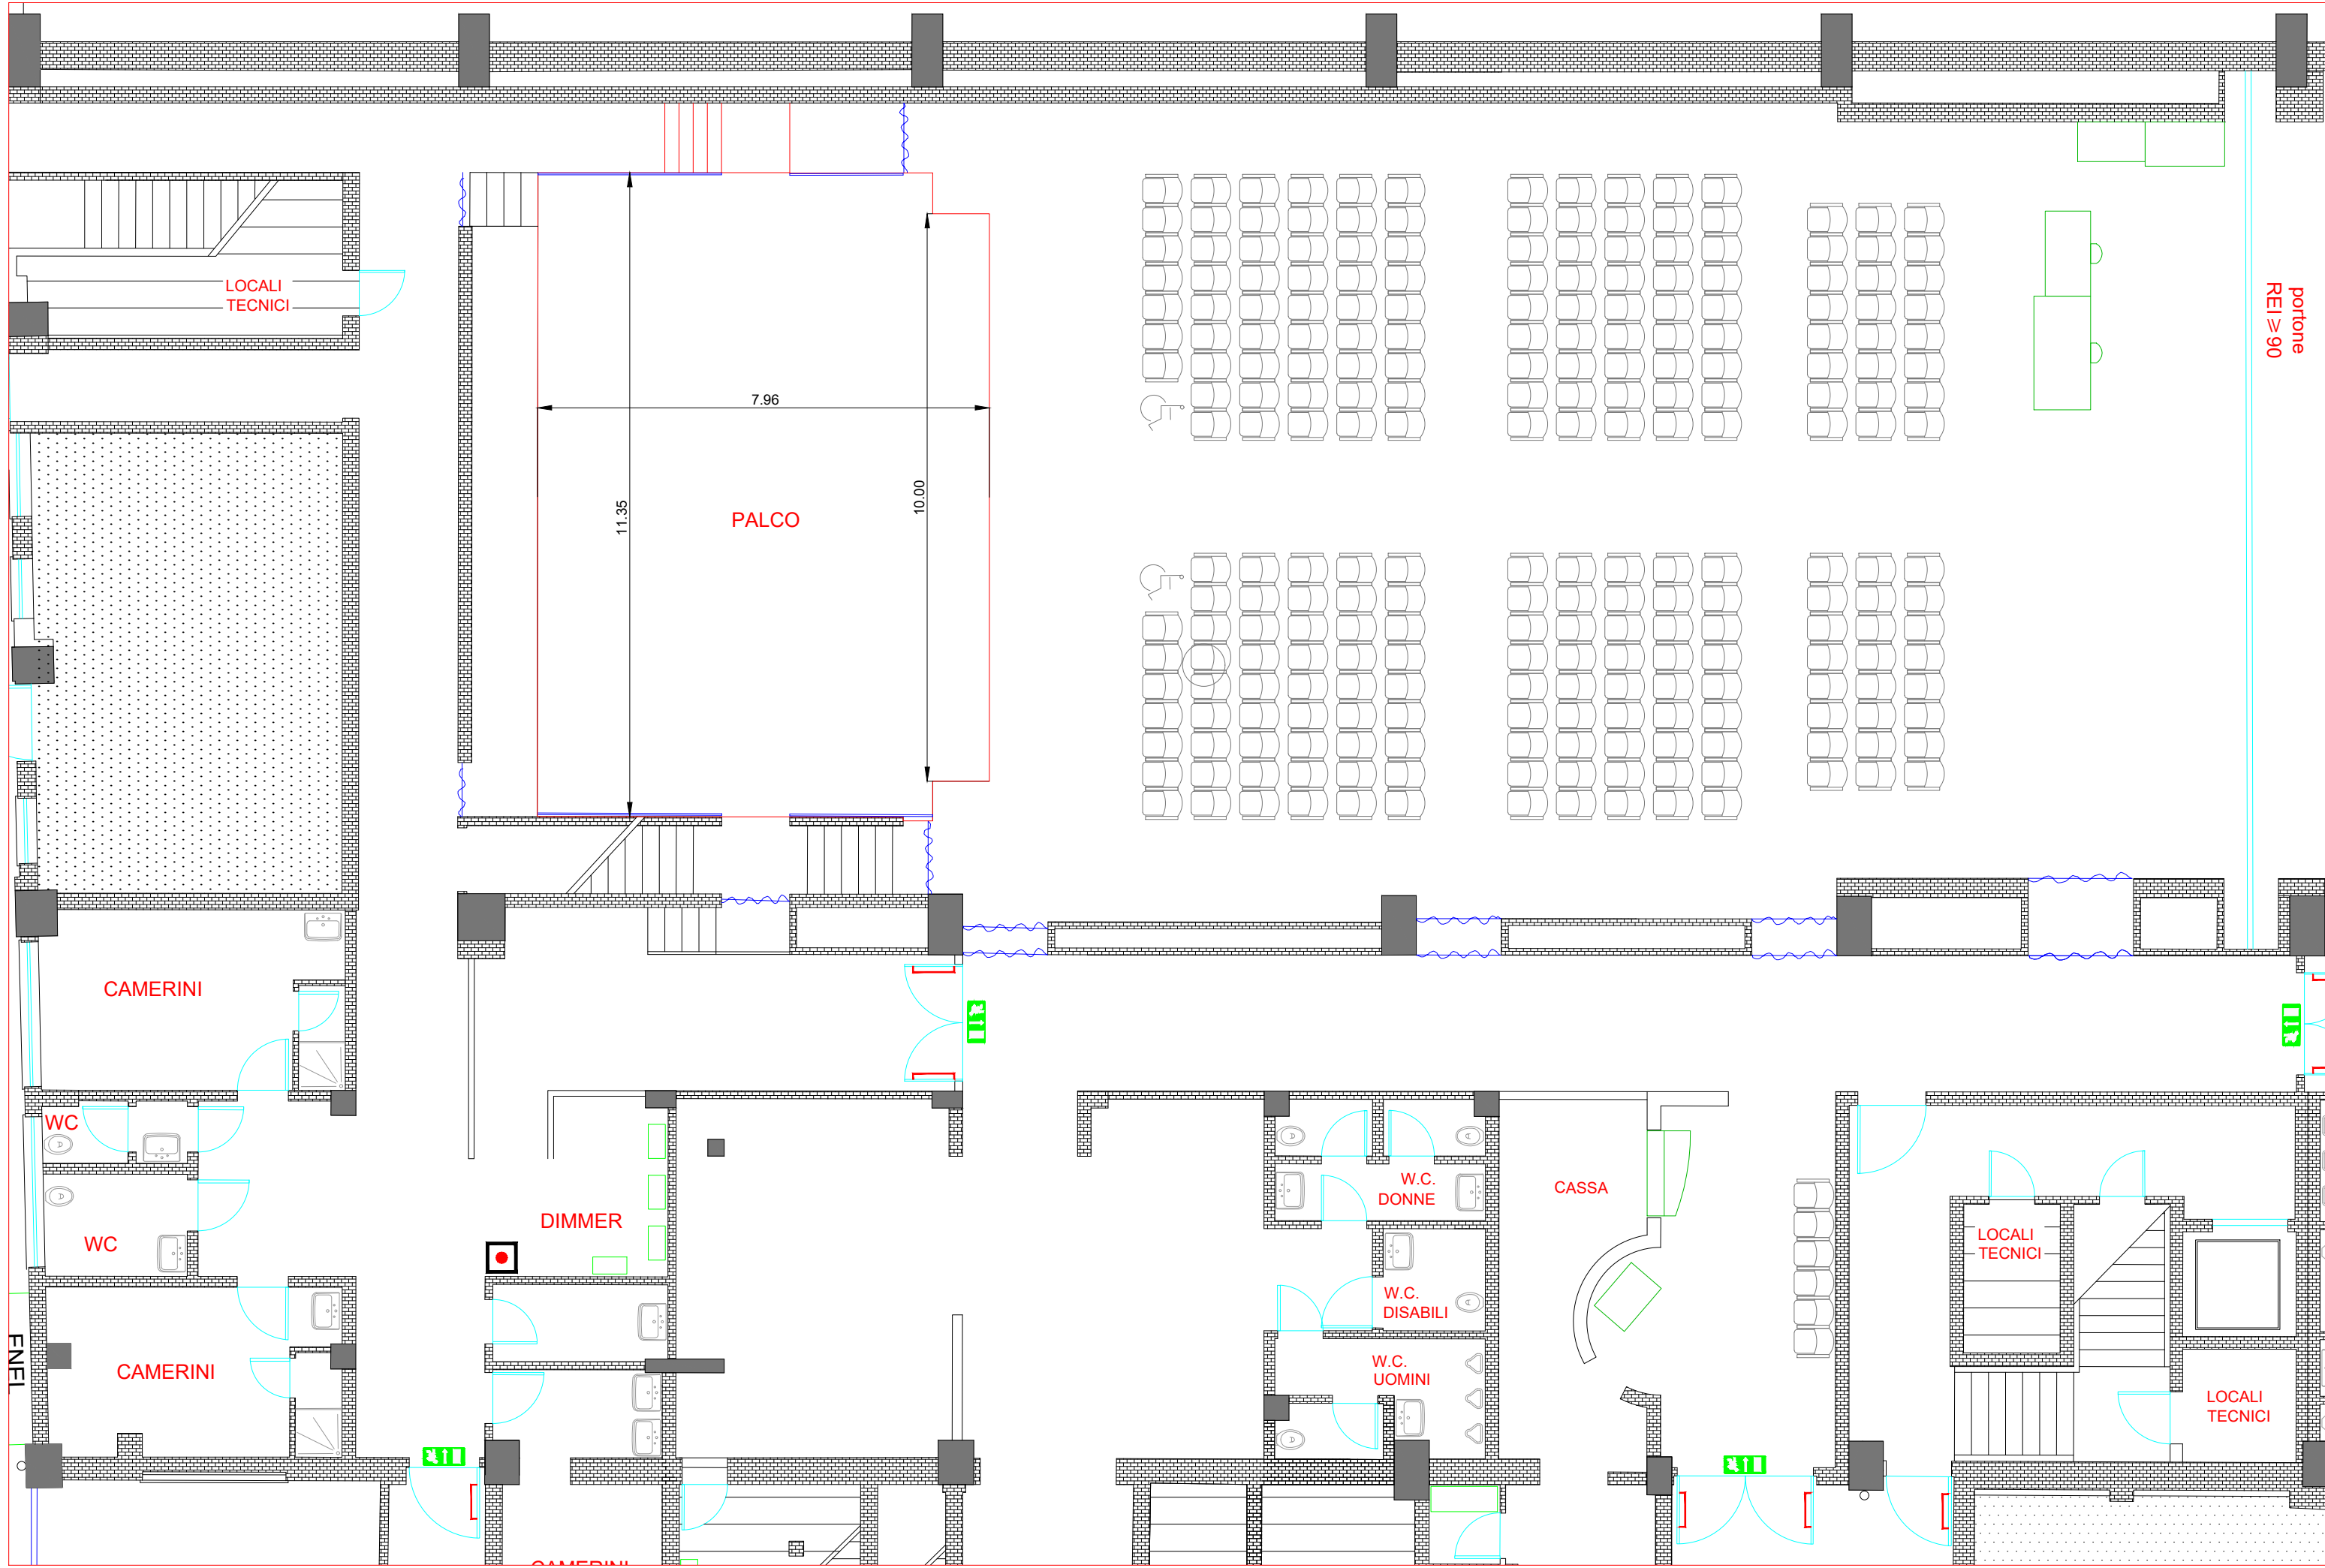 LOCALI
TECNICI
portone
REI ≥ 90
7.96
11.35
10.00
PALCO
CAMERINI
WC
WC
DIMMER
W.C.
DONNE
CASSA
LOCALI
TECNICI
W.C.
DISABILI
W.C.
UOMINI
CAMERINI
ENEL
LOCALI
TECNICI
CAMERINI